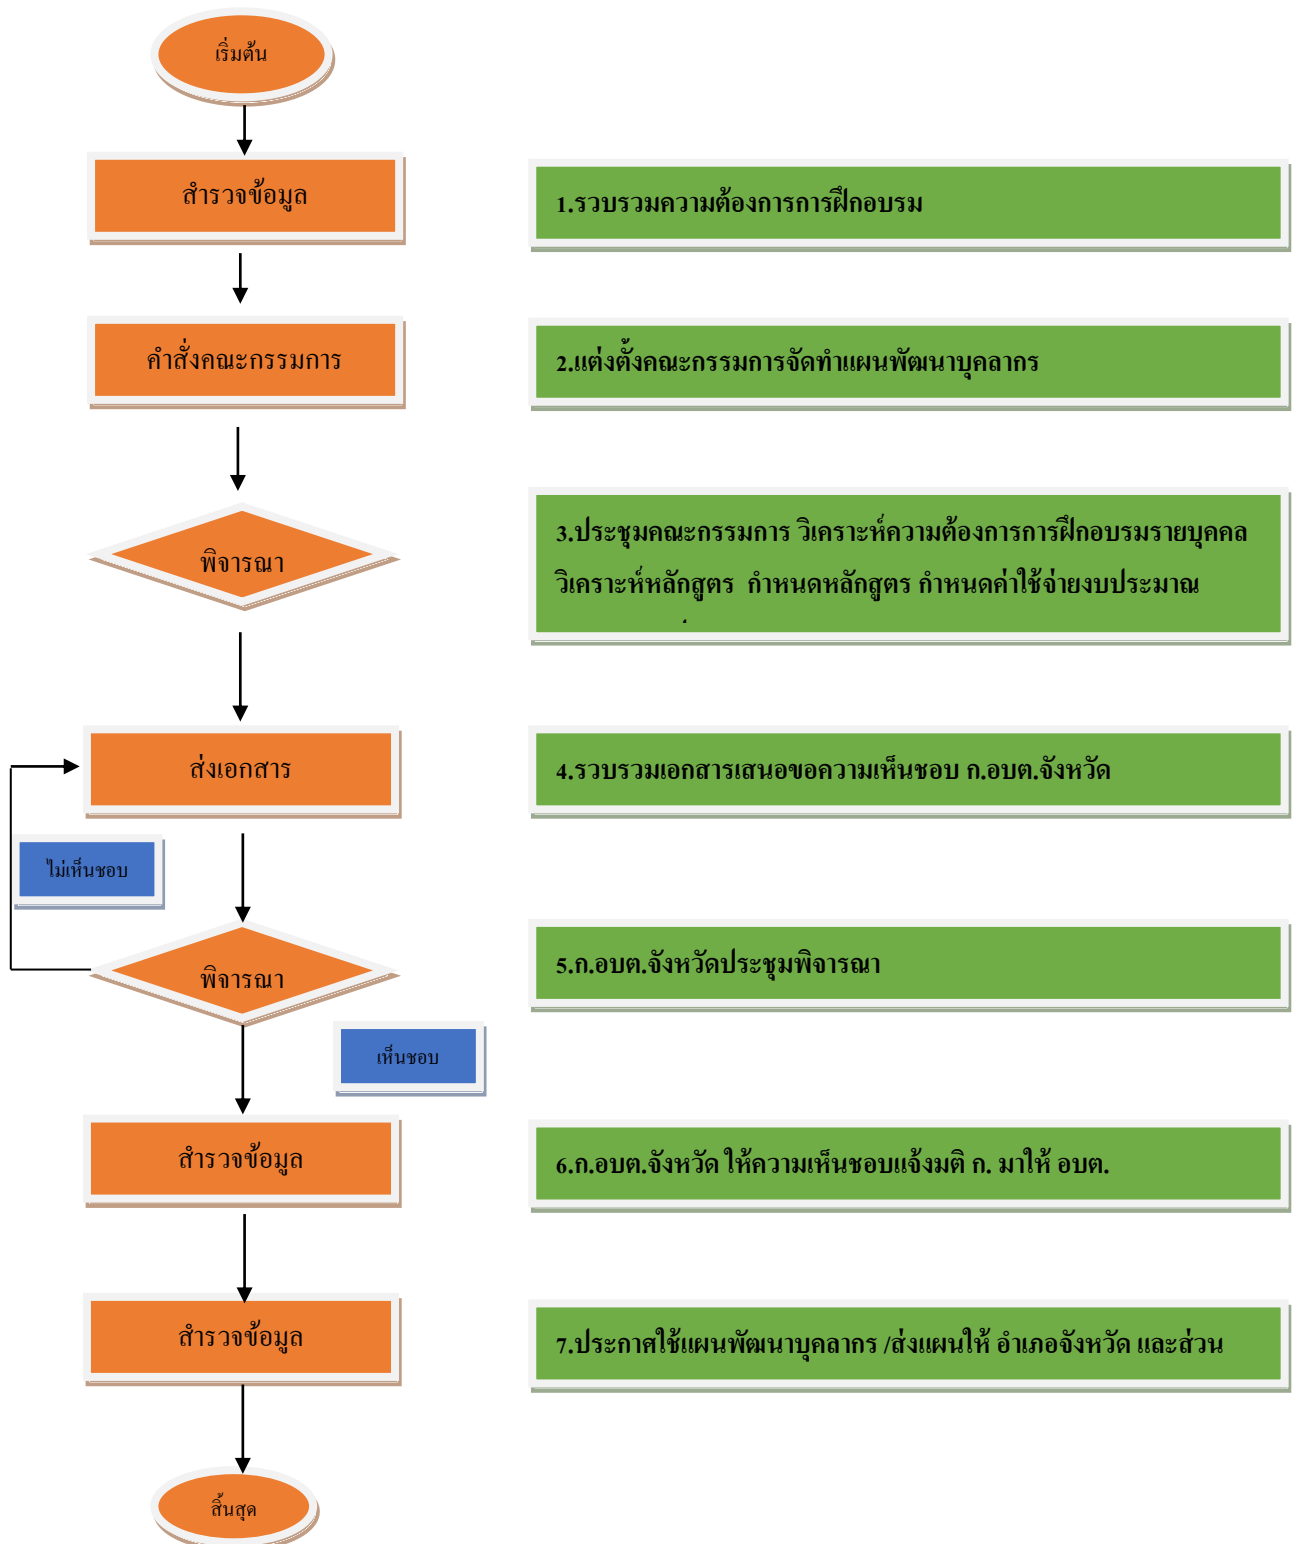 เริ่มต้น
สำรวจข้อมูล
1.รวบรวมความต้องการการฝึกอบรม
คำสั่งคณะกรรมการ
2.แต่งตั้งคณะกรรมการจัดทำแผนพัฒนาบุคลากร
พิจารณา
3.ประชุมคณะกรรมการ วิเคราะห์ความต้องการการฝึกอบรมรายบุคคล
วิเคราะห์หลักสูตร กำหนดหลักสูตร กำหนดค่าใช้จ่ายงบประมาณ
ส่งเอกสาร
4.รวบรวมเอกสารเสนอขอความเห็นชอบ ก.อบต.จังหวัด
ไม่เห็นชอบ
พิจารณา
5.ก.อบต.จังหวัดประชุมพิจารณา
เห็นชอบ
สำรวจข้อมูล
6.ก.อบต.จังหวัด ให้ความเห็นชอบแจ้งมติ ก. มาให้ อบต.
สำรวจข้อมูล
7.ประกาศใช้แผนพัฒนาบุคลากร /ส่งแผนให้ อำเภอจังหวัด และส่วน
สิ้นสุด